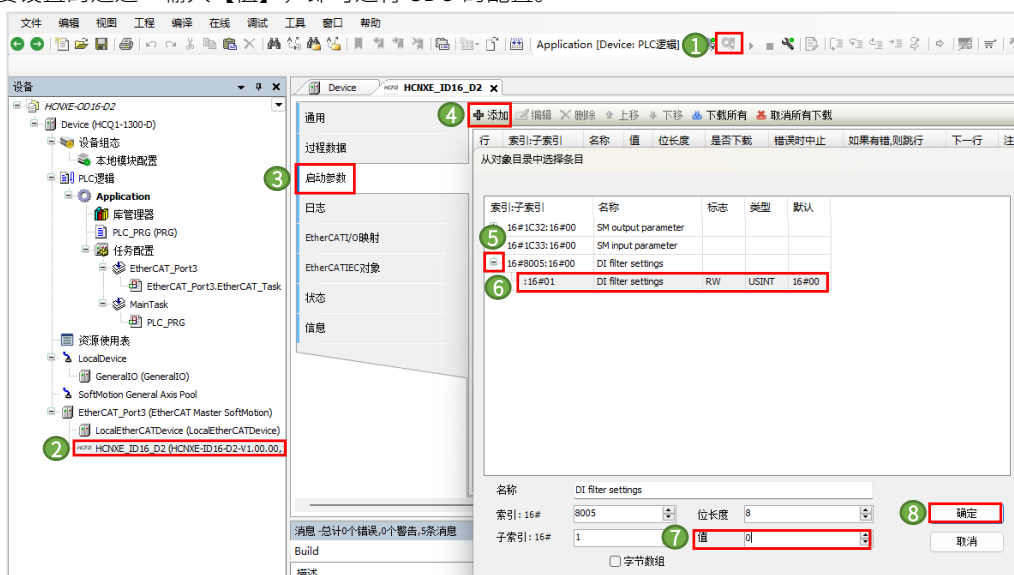 文件 编辑 视图 工程 编译 在线 调试 工具 窗口 帮助
Application [Device: PLC逻辑]
1
设备
HCNXE-OD16-D2
Device (HCQ1-1300-D)
设备组态
本地模块配置
PLC逻辑
Application
库管理器
PLC_PRG (PRG)
任务配置
EtherCAT_Port3
EtherCAT_Port3.EtherCAT_Task
MainTask
PLC_PRG
资源使用表
LocalDevice
GeneralIO (GeneralIO)
SoftMotion General Axis Pool
EtherCAT_Port3 (EtherCAT Master SoftMotion)
LocalEtherCATDevice (LocalEtherCATDevice)
2 HCNXE_ID16_D2 (HCNXE-ID16-D2-V1.00.00,
Device HCNXE_ID16_D2
通用
过程数据
3 启动参数
日志
EtherCATI/O映射
EtherCATIEC对象
状态
信息
4 添加 编辑 删除 上移 下移 下载所有 取消所有下载
行 索引:子索引 名称 值 位长度 是否下载 错误时中止 如果有错,则跳行 下一行 注
从对象目录中选择条目
索引:子索引 名称 标志 类型 默认
16#1C32:16#00 SM output parameter
5 16#1C33:16#00 SM input parameter
16#8005:16#00 DI filter settings
6 :16#01 DI filter settings RW USINT 16#00
名称 DI filter settings
索引: 16# 8005 位长度 8
8 确定
子索引: 16# 1 7 值 0
取消
字节数组
消息 -总计0个错误,0个警告,5条消息
Build